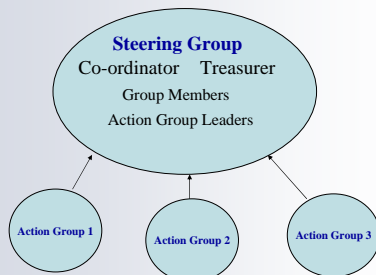 Steering Group
Co-ordinator Treasurer
Group Members
Action Group Leaders
Action Group 1
Action Group 2
Action Group 3